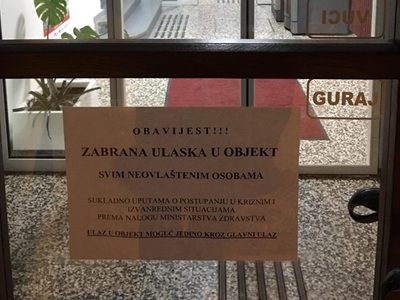 VUCI
GURAJ
O B A V I J E S T ! ! !
ZABRANA ULASKA U OBJEKT
SVIM NEOVLAŠTENIM OSOBAMA
SUKLADNO UPUTAMA O POSTUPANJU U KRIZNIM I
IZVANREDNIM SITUACIJAMA
PREMA NALOGU MINISTARSTVA ZDRAVSTVA
ULAZ U OBJEKT MOGUĆ JEDINO KROZ GLAVNI ULAZ